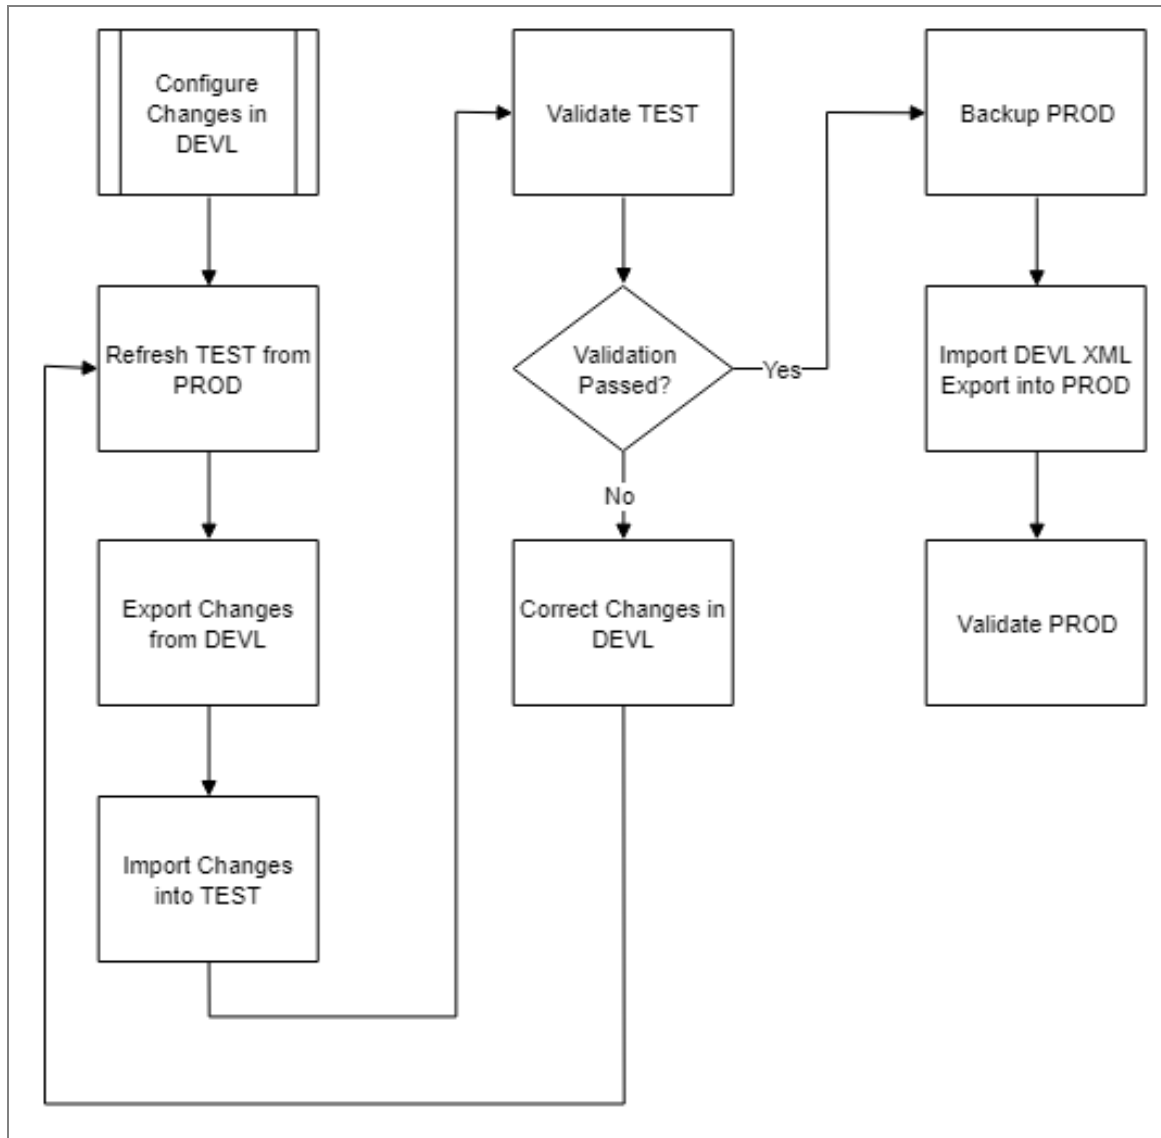 Configure
Changes in
DEVL
Refresh TEST from
PROD
Export Changes
from DEVL
Import Changes
into TEST
Validate TEST
Validation
Passed?
Yes
No
Correct Changes in
DEVL
Backup PROD
Import DEVL XML
Export into PROD
Validate PROD